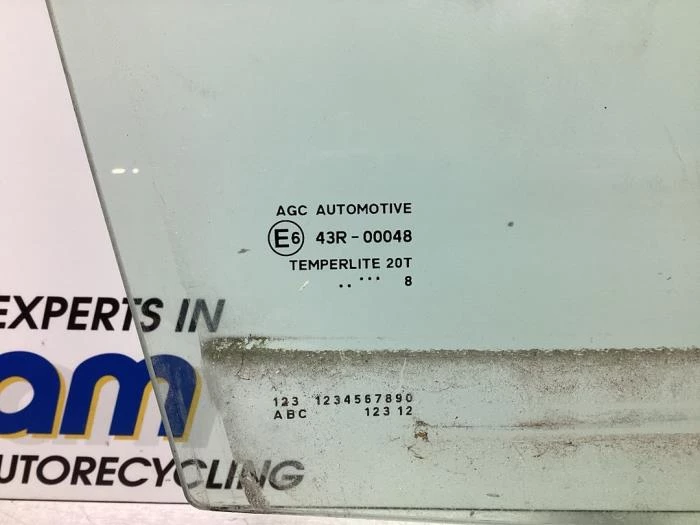 AGC AUTOMOTIVE
E6 43R-00048
TEMPERLITE 20T
.. ... 8
EXPERTS IN
am
123 1234567890
ABC 123 12
UTORECYCLING